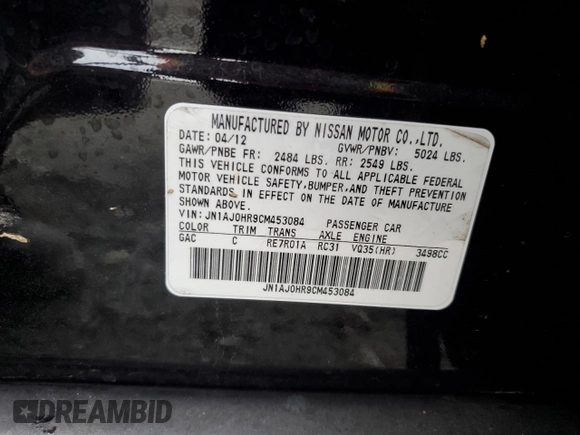 MANUFACTURED BY NISSAN MOTOR CO.,LTD.
DATE: 04/12 GVWR/PNBV: 5024 LBS.
GAWR/PNBE FR: 2484 LBS. RR: 2549 LBS.
THIS VEHICLE CONFORMS TO ALL APPLICABLE FEDERAL
MOTOR VEHICLE SAFETY,BUMPER,AND THEFT PREVENTION
STANDARDS IN EFFECT ON THE DATE OF MANUFACTURE
SHOWN ABOVE.
VIN: JN1AJ0HR9CM453084 PASSENGER CAR
COLOR TRIM TRANS AXLE ENGINE
GAC C RE7R01A RC31 VQ35(HR) 3498CC
JN1AJ0HR9CM453084
DREAMBID